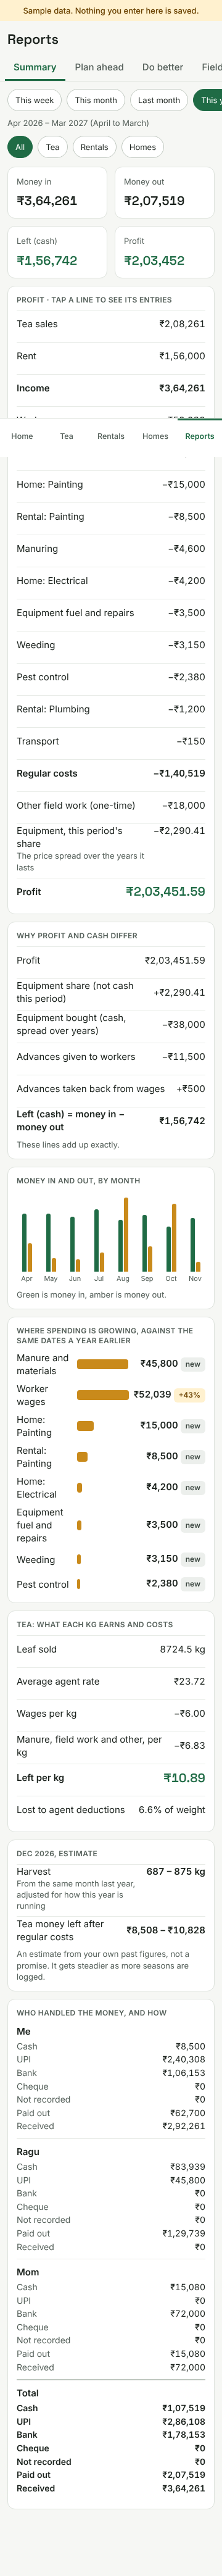 Sample data. Nothing you enter here is saved.
Reports
Summary Plan ahead Do better Field
This week This month Last month This y
Apr 2026 – Mar 2027 (April to March)
All Tea Rentals Homes
Money in Money out
₹3,64,261 ₹2,07,519
Left (cash) Profit
₹1,56,742 ₹2,03,452
PROFIT · TAP A LINE TO SEE ITS ENTRIES
Tea sales ₹2,08,261
Rent ₹1,56,000
Income ₹3,64,261
Home Tea Rentals Homes Reports
Home: Painting −₹15,000
Rental: Painting −₹8,500
Manuring −₹4,600
Home: Electrical −₹4,200
Equipment fuel and repairs −₹3,500
Weeding −₹3,150
Pest control −₹2,380
Rental: Plumbing −₹1,200
Transport −₹150
Regular costs −₹1,40,519
Other field work (one-time) −₹18,000
Equipment, this period's −₹2,290.41
share
The price spread over the years it
lasts
Profit ₹2,03,451.59
WHY PROFIT AND CASH DIFFER
Profit ₹2,03,451.59
Equipment share (not cash
this period) +₹2,290.41
Equipment bought (cash,
spread over years) −₹38,000
Advances given to workers −₹11,500
Advances taken back from wages +₹500
Left (cash) = money in −
money out ₹1,56,742
These lines add up exactly.
MONEY IN AND OUT, BY MONTH
Apr May Jun Jul Aug Sep Oct Nov
Green is money in, amber is money out.
WHERE SPENDING IS GROWING, AGAINST THE
SAME DATES A YEAR EARLIER
Manure and
materials ₹45,800 new
Worker
wages ₹52,039 +43%
Home:
Painting ₹15,000 new
Rental:
Painting ₹8,500 new
Home:
Electrical ₹4,200 new
Equipment
fuel and
repairs ₹3,500 new
Weeding ₹3,150 new
Pest control ₹2,380 new
TEA: WHAT EACH KG EARNS AND COSTS
Leaf sold 8724.5 kg
Average agent rate ₹23.72
Wages per kg −₹6.00
Manure, field work and other, per
kg −₹6.83
Left per kg ₹10.89
Lost to agent deductions 6.6% of weight
DEC 2026, ESTIMATE
Harvest 687 – 875 kg
From the same month last year,
adjusted for how this year is
running
Tea money left after
regular costs ₹8,508 – ₹10,828
An estimate from your own past figures, not a
promise. It gets steadier as more seasons are
logged.
WHO HANDLED THE MONEY, AND HOW
Me
Cash ₹8,500
UPI ₹2,40,308
Bank ₹1,06,153
Cheque ₹0
Not recorded ₹0
Paid out ₹62,700
Received ₹2,92,261
Ragu
Cash ₹83,939
UPI ₹45,800
Bank ₹0
Cheque ₹0
Not recorded ₹0
Paid out ₹1,29,739
Received ₹0
Mom
Cash ₹15,080
UPI ₹0
Bank ₹72,000
Cheque ₹0
Not recorded ₹0
Paid out ₹15,080
Received ₹72,000
Total
Cash ₹1,07,519
UPI ₹2,86,108
Bank ₹1,78,153
Cheque ₹0
Not recorded ₹0
Paid out ₹2,07,519
Received ₹3,64,261